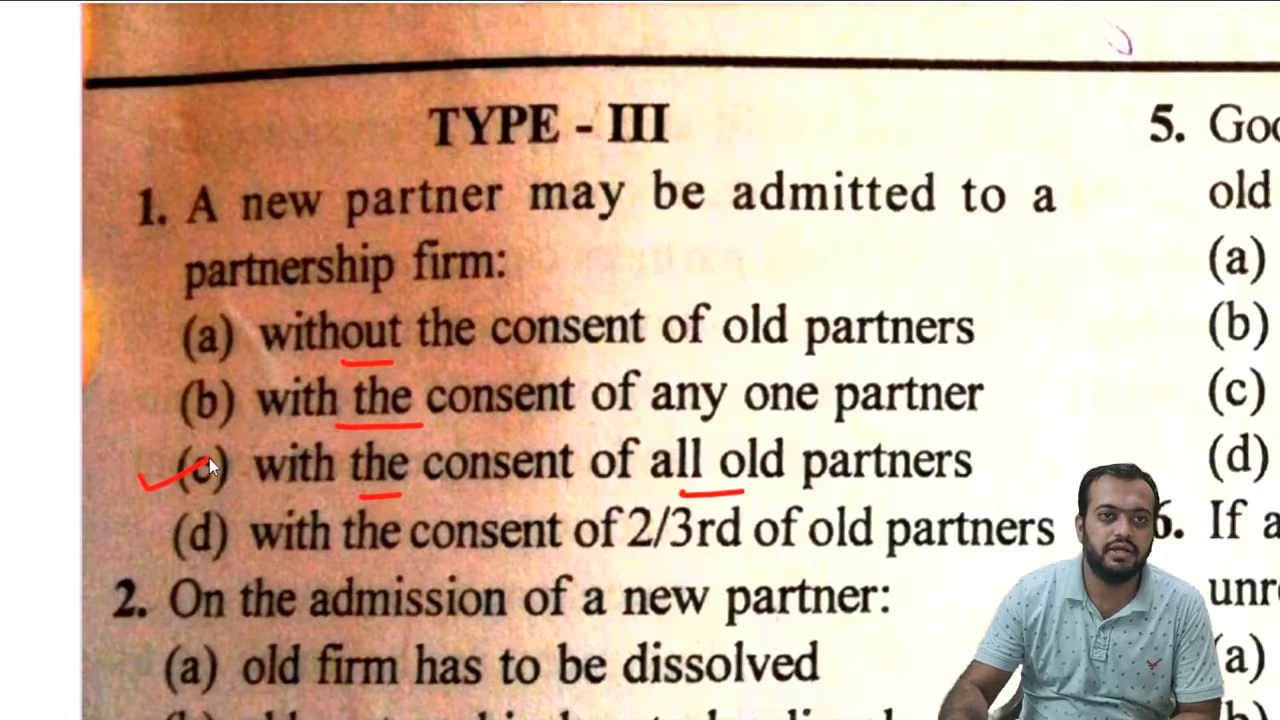 TYPE - III
1. A new partner may be admitted to a
partnership firm:
(a) without the consent of old partners
(b) with the consent of any one partner
(c) with the consent of all old partners
(d) with the consent of 2/3rd of old partners
2. On the admission of a new partner:
(a) old firm has to be dissolved
5.
old
(a)
(b)
(c)
(d)
6. If a
(a)